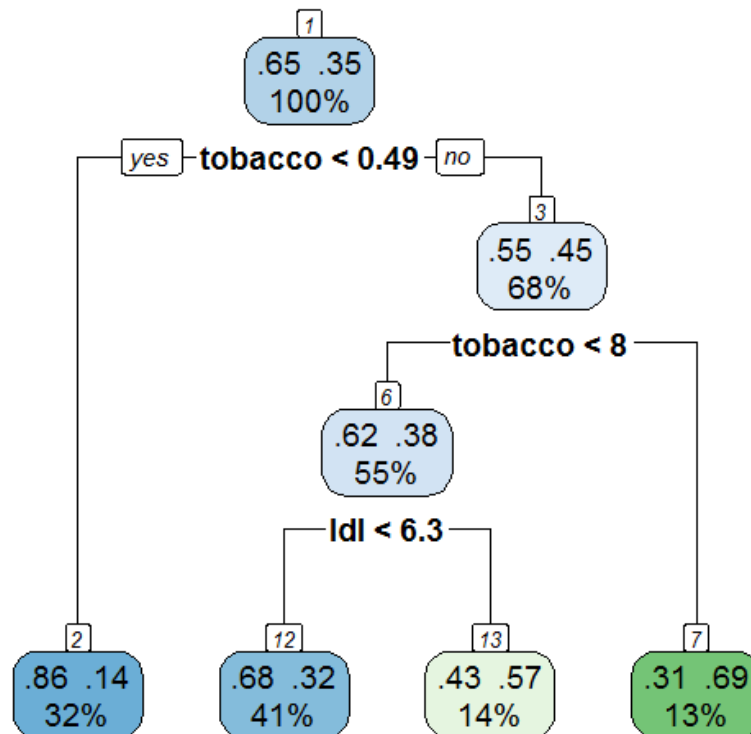 1
.65 .35
100%
yes tobacco < 0.49 no
3
.55 .45
68%
tobacco < 8
6
.62 .38
55%
ldl < 6.3
2 12 13 7
.86 .14 .68 .32 .43 .57 .31 .69
32% 41% 14% 13%